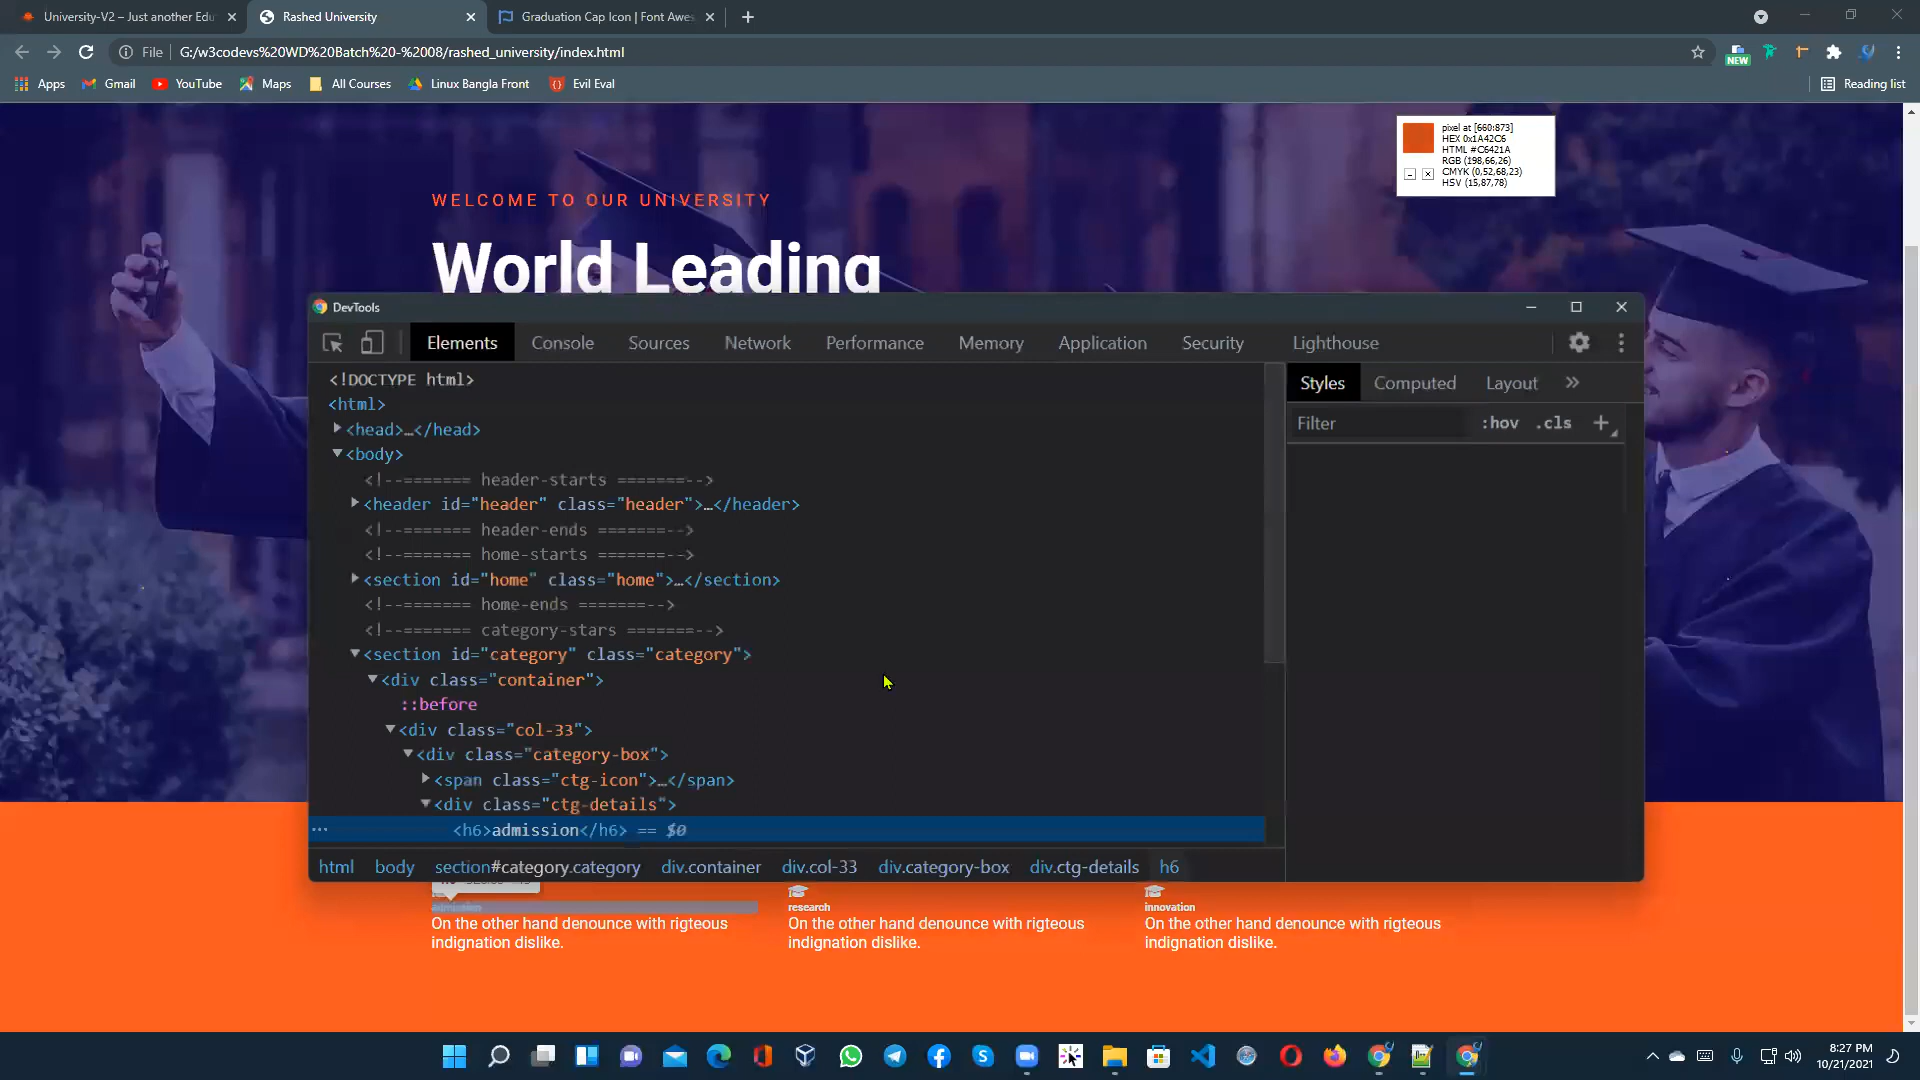 University-V2 – Just another Edu
Rashed University
Graduation Cap Icon | Font Awes
File
G:/w3codevs%20WD%20Batch%20-%2008/rashed_university/index.html
NEW
Apps
Gmail
YouTube
Maps
All Courses
Linux Bangla Front
Evil Eval
Reading list
pixel at [660:873]
HEX 0x1A42C6
HTML #C6421A
RGB (198,66,26)
CMYK (0,52,68,23)
HSV (15,87,78)
WELCOME TO OUR UNIVERSITY
World Leading
DevTools
Elements Console Sources Network Performance Memory Application Security Lighthouse
Styles Computed Layout »
Filter :hov .cls +
<!DOCTYPE html>
<html>
<head>…</head>
<body>
<!--======= header-starts =======-->
<header id="header" class="header">…</header>
<!--======= header-ends =======-->
<!--======= home-starts =======-->
<section id="home" class="home">…</section>
<!--======= home-ends =======-->
<!--======= category-stars =======-->
<section id="category" class="category">
<div class="container">
::before
<div class="col-33">
<div class="category-box">
<span class="ctg-icon">…</span>
<div class="ctg-details">
<h6>admission</h6> == $0
html body section#category.category div.container div.col-33 div.category-box div.ctg-details h6
admission
On the other hand denounce with rigteous
indignation dislike.
research
On the other hand denounce with rigteous
indignation dislike.
innovation
On the other hand denounce with rigteous
indignation dislike.
8:27 PM
10/21/2021